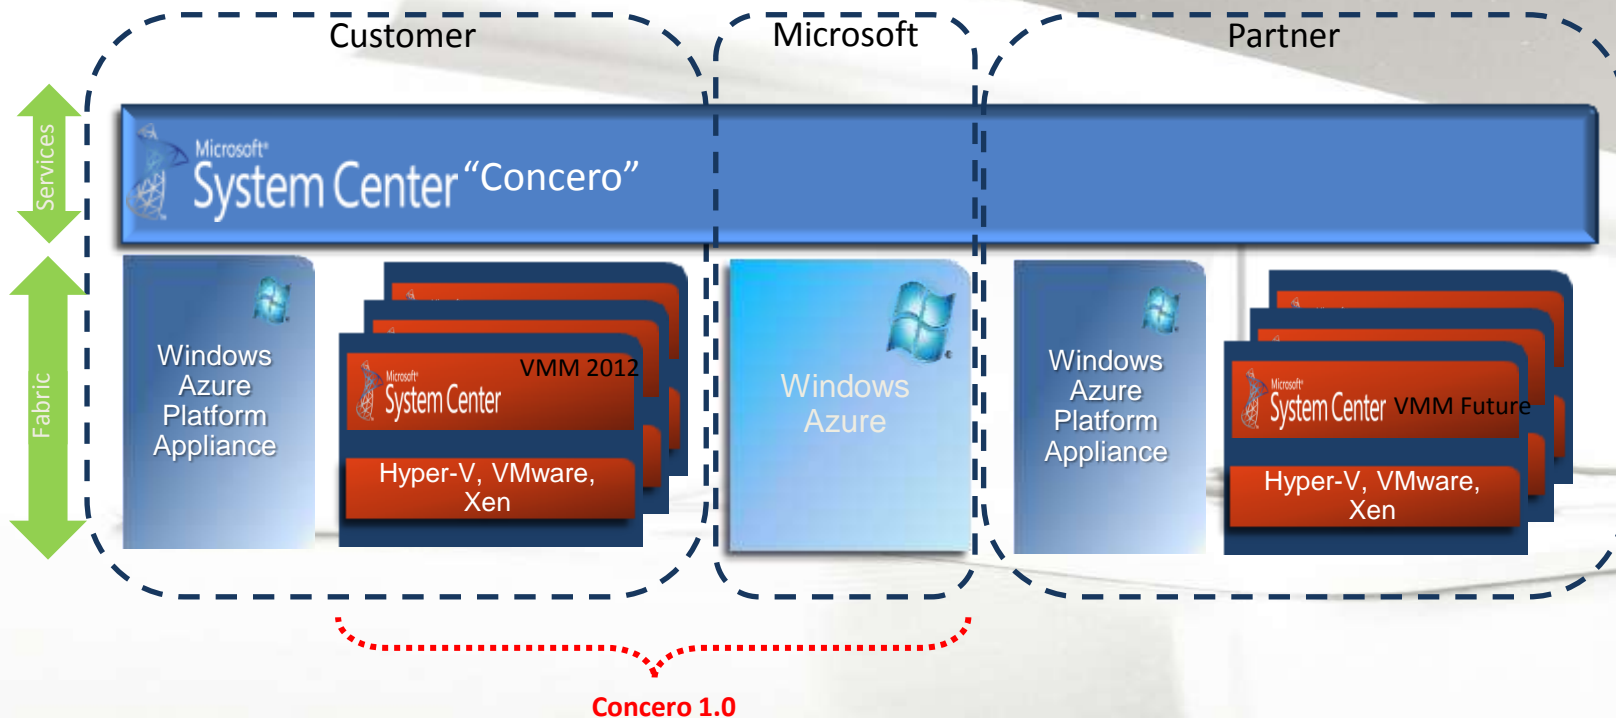 Customer
Microsoft
Partner
Services
Microsoft®
System Center "Concero"
Fabric
Windows
Azure
Platform
Appliance
Microsoft®
System Center
VMM 2012
Hyper-V, VMware,
Xen
Windows
Azure
Windows
Azure
Platform
Appliance
Microsoft®
System Center VMM Future
Hyper-V, VMware,
Xen
Concero 1.0